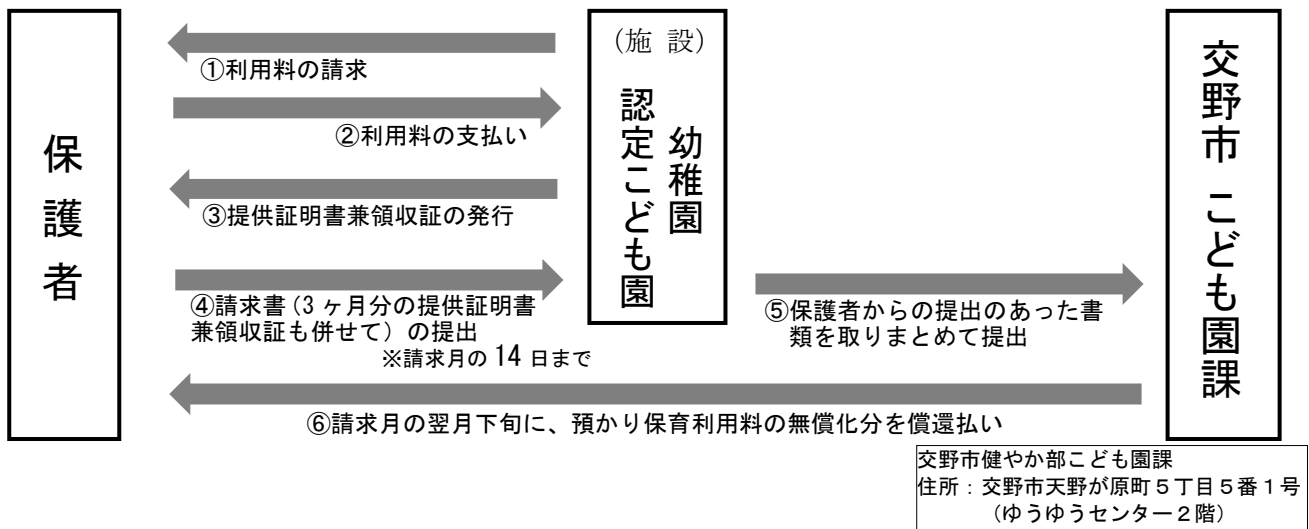 保護者
①利用料の請求
②利用料の支払い
③提供証明書兼領収証の発行
④請求書（3ヶ月分の提供証明書
兼領収証も併せて）の提出
※請求月の14日まで
（施 設）
幼稚園
認定こども園
⑤保護者からの提出のあった書
類を取りまとめて提出
⑥請求月の翌月下旬に、預かり保育利用料の無償化分を償還払い
交野市 こども園課
交野市健やか部こども園課
住所：交野市天野が原町５丁目５番１号
（ゆうゆうセンター２階）